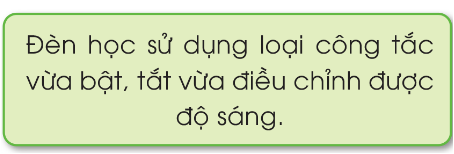 Đèn học sử dụng loại công tắc
vừa bật, tắt vừa điều chỉnh được
độ sáng.